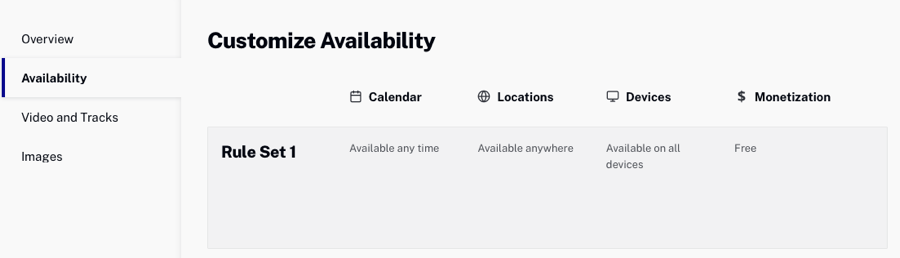 Overview
Availability
Video and Tracks
Images
Customize Availability
Calendar
Locations
Devices
$ Monetization
Rule Set 1
Available any time
Available anywhere
Available on all
devices
Free